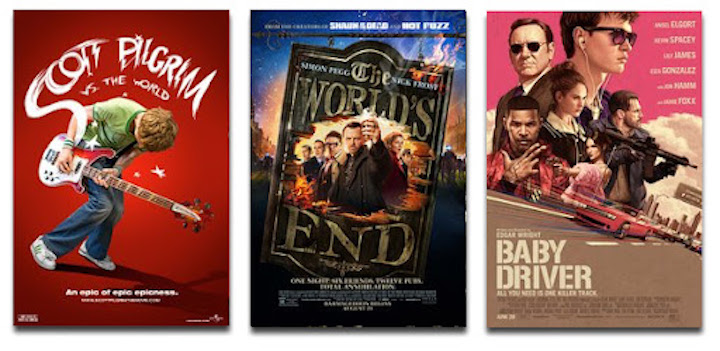 SCOTT PILGRIM
VS. THE WORLD
An epic of epic epicness.
FROM THE CREATORS OF SHAUN OF THE DEAD AND HOT FUZZ
SIMON PEGG
NICK FROST
The
WORLD'S
END
ONE NIGHT. SIX FRIENDS. TWELVE PUBS.
TOTAL ANNIHILATION.
ANSEL ELGORT
KEVIN SPACEY
LILY JAMES
EIZA GONZALEZ
WITH JON HAMM
AND JAMIE FOXX
EDGAR WRIGHT
BABY
DRIVER
ALL YOU NEED IS ONE KILLER TRACK.